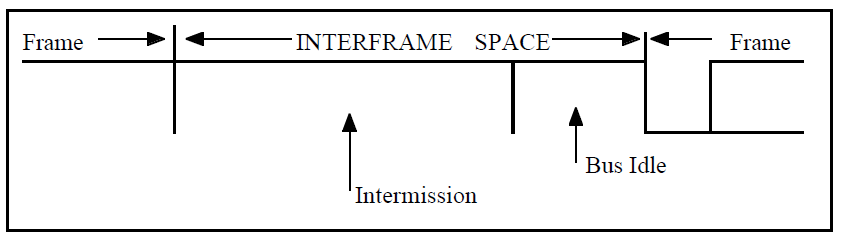 Frame INTERFRAME SPACE Frame
Bus Idle
Intermission